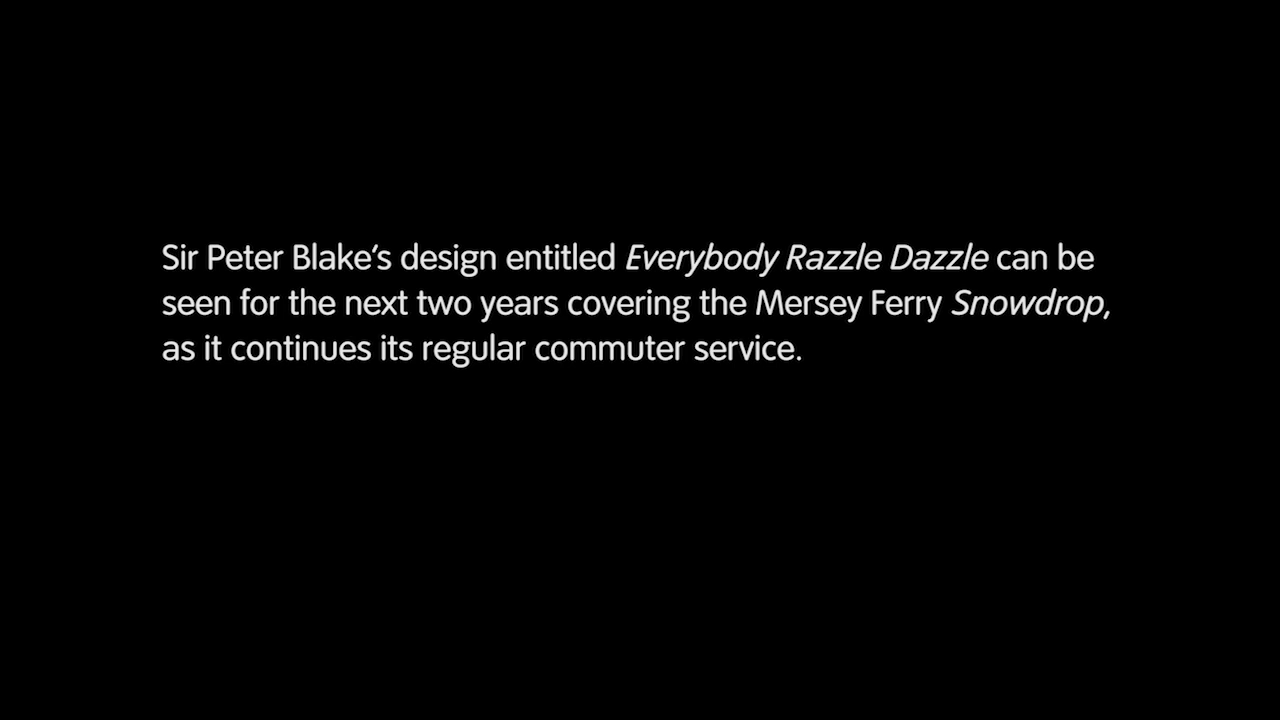 Sir Peter Blake’s design entitled Everybody Razzle Dazzle can be
seen for the next two years covering the Mersey Ferry Snowdrop,
as it continues its regular commuter service.